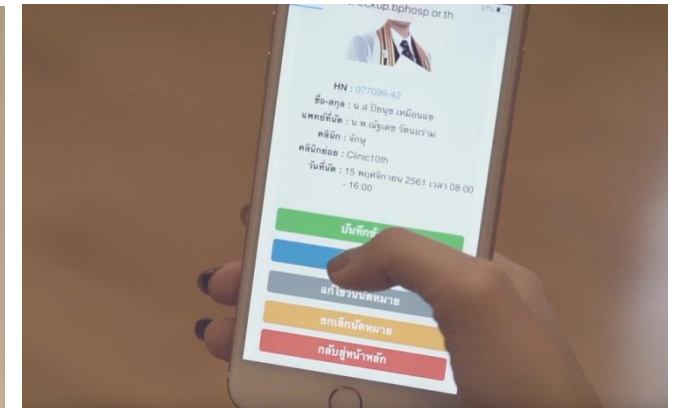 checkup.bphosp.or.th 27%
HN : 077099-42
ชื่อ-สกุล : น.ส ปิยนุช เหมือนแช
แพทย์ที่นัด : น.พ.ณัฐเดช รัตนอร่าม
คลินิก : จักษุ
คลินิกย่อย : Clinic10th
วันที่นัด : 15 พฤศจิกายน 2561 เวลา 08:00
- 16:00
บันทึก
แก้ไขวันนัดหมาย
ยกเลิกนัดหมาย
กลับสู่หน้าหลัก